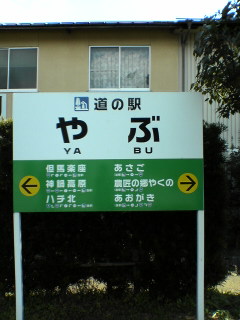 道の駅
やぶ
YA BU
但馬楽座 あさご
神鍋高原 農匠の郷やくの
ハチ北 あおがき